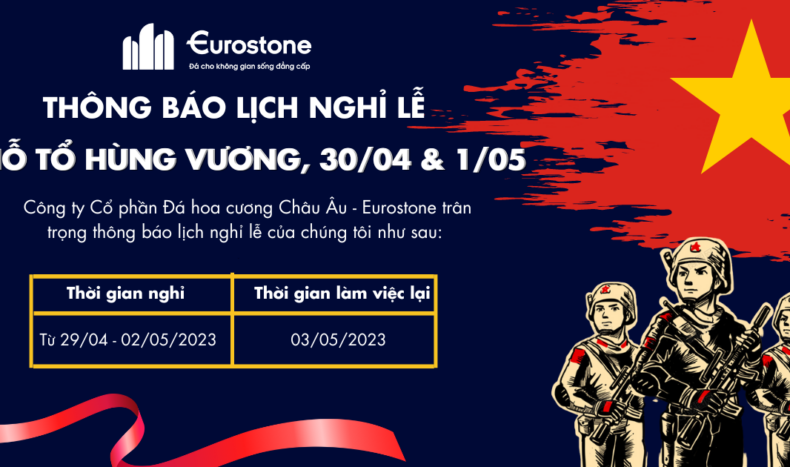 Eurostone
Đá cho không gian sống đẳng cấp
THÔNG BÁO LỊCH NGHỈ LỄ
TỔ HÙNG VƯƠNG, 30/04 & 1/05
Công ty Cổ phần Đá hoa cương Châu Âu - Eurostone trân
trọng thông báo lịch nghỉ lễ của chúng tôi như sau:
Thời gian nghỉ
Thời gian làm việc lại
Từ 29/04 - 02/05/2023
03/05/2023